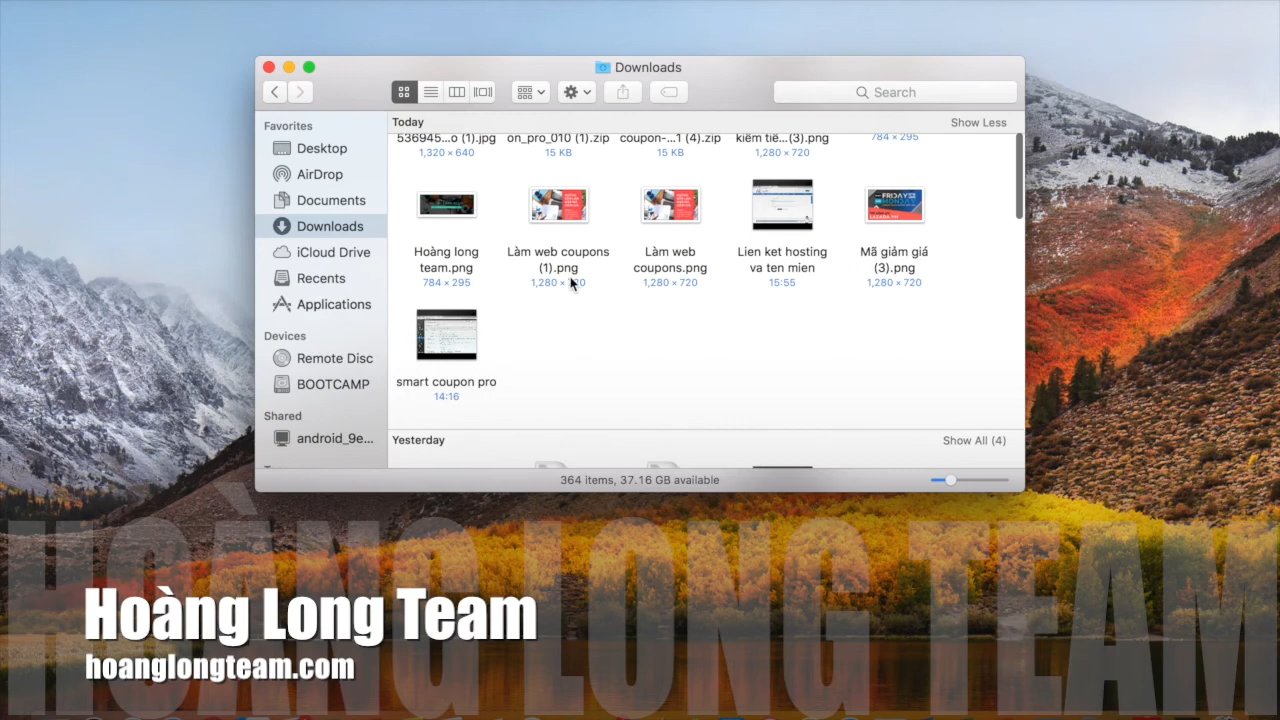 Downloads
Search
Favorites
Desktop
AirDrop
Documents
Downloads
iCloud Drive
Recents
Applications
Devices
Remote Disc
BOOTCAMP
Shared
android_9e...
Today
Show Less
536945...o (1).jpg
on_pro_010 (1).zip
coupon-...1 (4).zip
kiếm tiề...(3).png
784 × 295
1,320 × 640
15 KB
15 KB
1,280 × 720
Hoàng long
team.png
784 × 295
Làm web coupons
(1).png
1,280 × 720
Làm web
coupons.png
1,280 × 720
Lien ket hosting
va ten mien
15:55
Mã giảm giá
(3).png
1,280 × 720
smart coupon pro
14:16
Yesterday
Show All (4)
364 items, 37.16 GB available
HOÀNG LONG TEAM
Hoàng Long Team
hoanglongteam.com